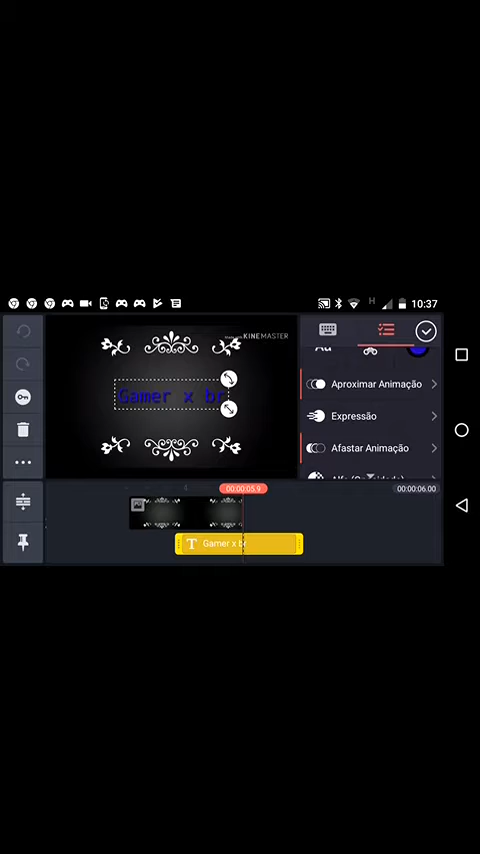 H
10:37
KINEMASTER
Aa
Aproximar Animação
Gamer x br
Expressão
Afastar Animação
00:00:05.9
00:00:06.00
T Gamer x br